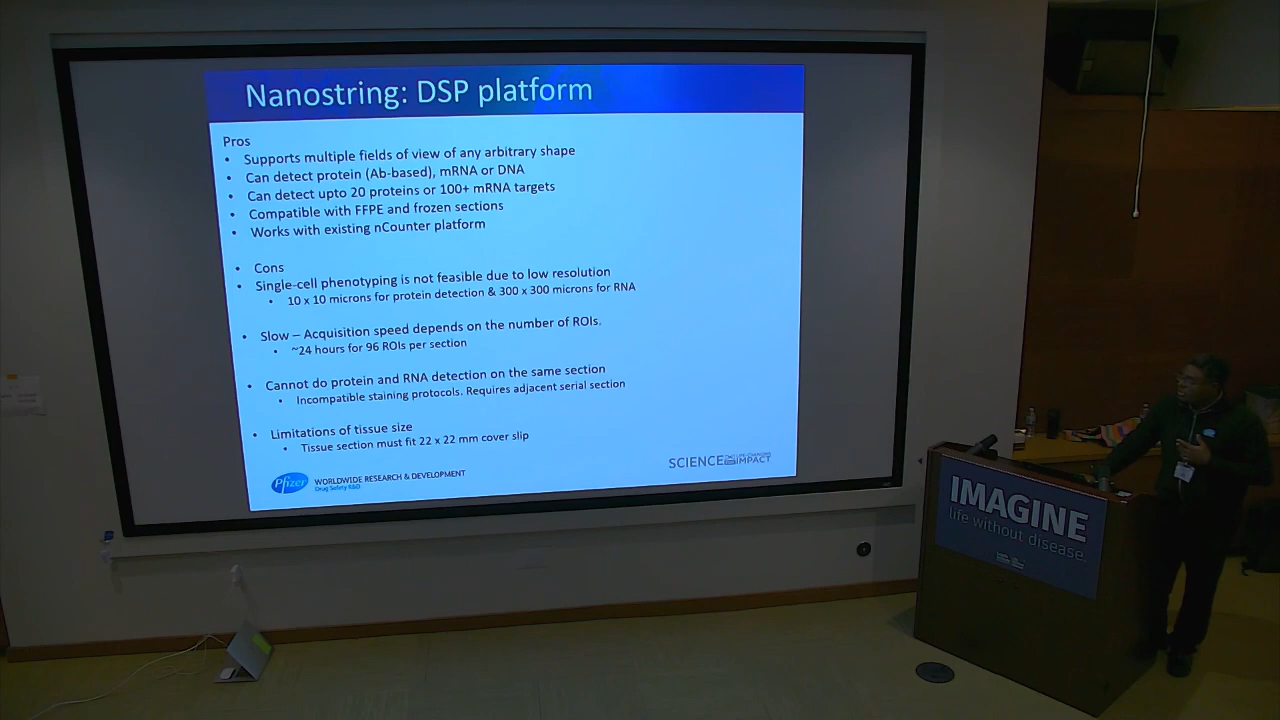 Nanostring: DSP platform
Pros
• Supports multiple fields of view of any arbitrary shape
• Can detect protein (Ab-based), mRNA or DNA
• Can detect upto 20 proteins or 100+ mRNA targets
• Compatible with FFPE and frozen sections
• Works with existing nCounter platform
• Cons
• Single-cell phenotyping is not feasible due to low resolution
• 10 x 10 microns for protein detection & 300 x 300 microns for RNA
• Slow – Acquisition speed depends on the number of ROIs.
• ~24 hours for 96 ROIs per section
• Cannot do protein and RNA detection on the same section
• Incompatible staining protocols. Requires adjacent serial section
• Limitations of tissue size
• Tissue section must fit 22 x 22 mm cover slip
Pfizer
WORLDWIDE RESEARCH & DEVELOPMENT
Drug Safety R&D
SCIENCE
IMPACT
IMAGINE
life without disease.